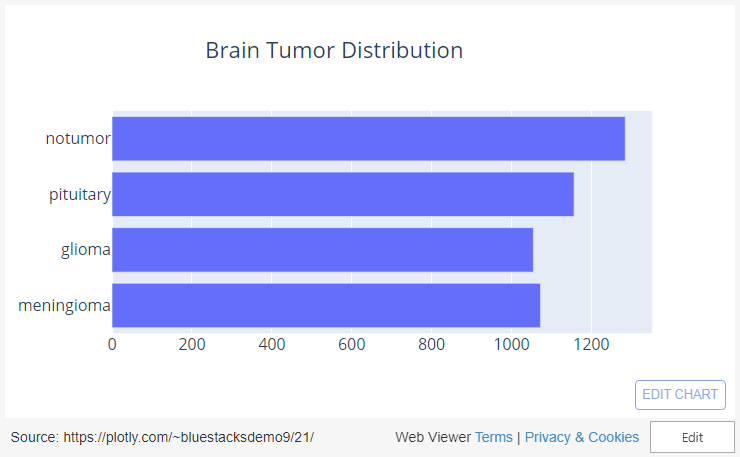 Brain Tumor Distribution
notumor
pituitary
glioma
meningioma
0 200 400 600 800 1000 1200
EDIT CHART
Source: https://plotly.com/~bluestacksdemo9/21/ Web Viewer Terms | Privacy & Cookies Edit